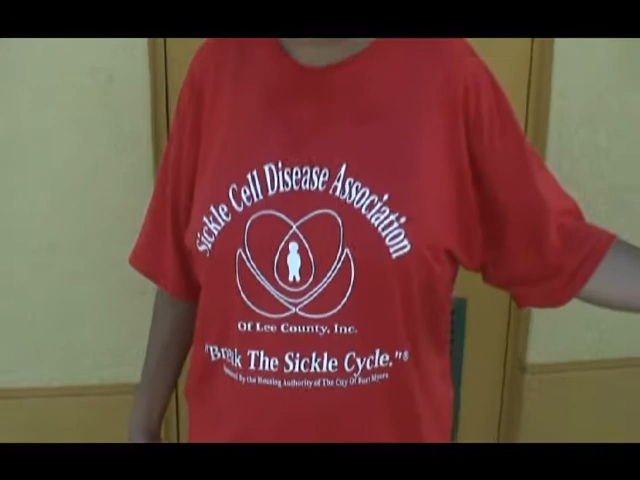 Sickle Cell Disease Association
Of Lee County, Inc.
"Break The Sickle Cycle."®
by the Housing Authority of The City Of Fort Myers